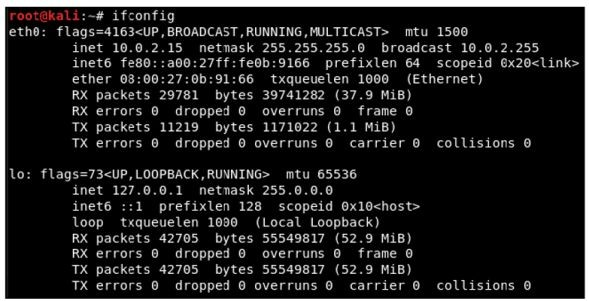 root@kali:~# ifconfig
eth0: flags=4163<UP,BROADCAST,RUNNING,MULTICAST>  mtu 1500
        inet 10.0.2.15  netmask 255.255.255.0  broadcast 10.0.2.255
        inet6 fe80::a00:27ff:fe0b:9166  prefixlen 64  scopeid 0x20<link>
        ether 08:00:27:0b:91:66  txqueuelen 1000  (Ethernet)
        RX packets 29781  bytes 39741282 (37.9 MiB)
        RX errors 0  dropped 0  overruns 0  frame 0
        TX packets 11219  bytes 1171022 (1.1 MiB)
        TX errors 0  dropped 0 overruns 0  carrier 0  collisions 0

lo: flags=73<UP,LOOPBACK,RUNNING>  mtu 65536
        inet 127.0.0.1  netmask 255.0.0.0
        inet6 ::1  prefixlen 128  scopeid 0x10<host>
        loop  txqueuelen 1000  (Local Loopback)
        RX packets 42705  bytes 55549817 (52.9 MiB)
        RX errors 0  dropped 0  overruns 0  frame 0
        TX packets 42705  bytes 55549817 (52.9 MiB)
        TX errors 0  dropped 0 overruns 0  carrier 0  collisions 0